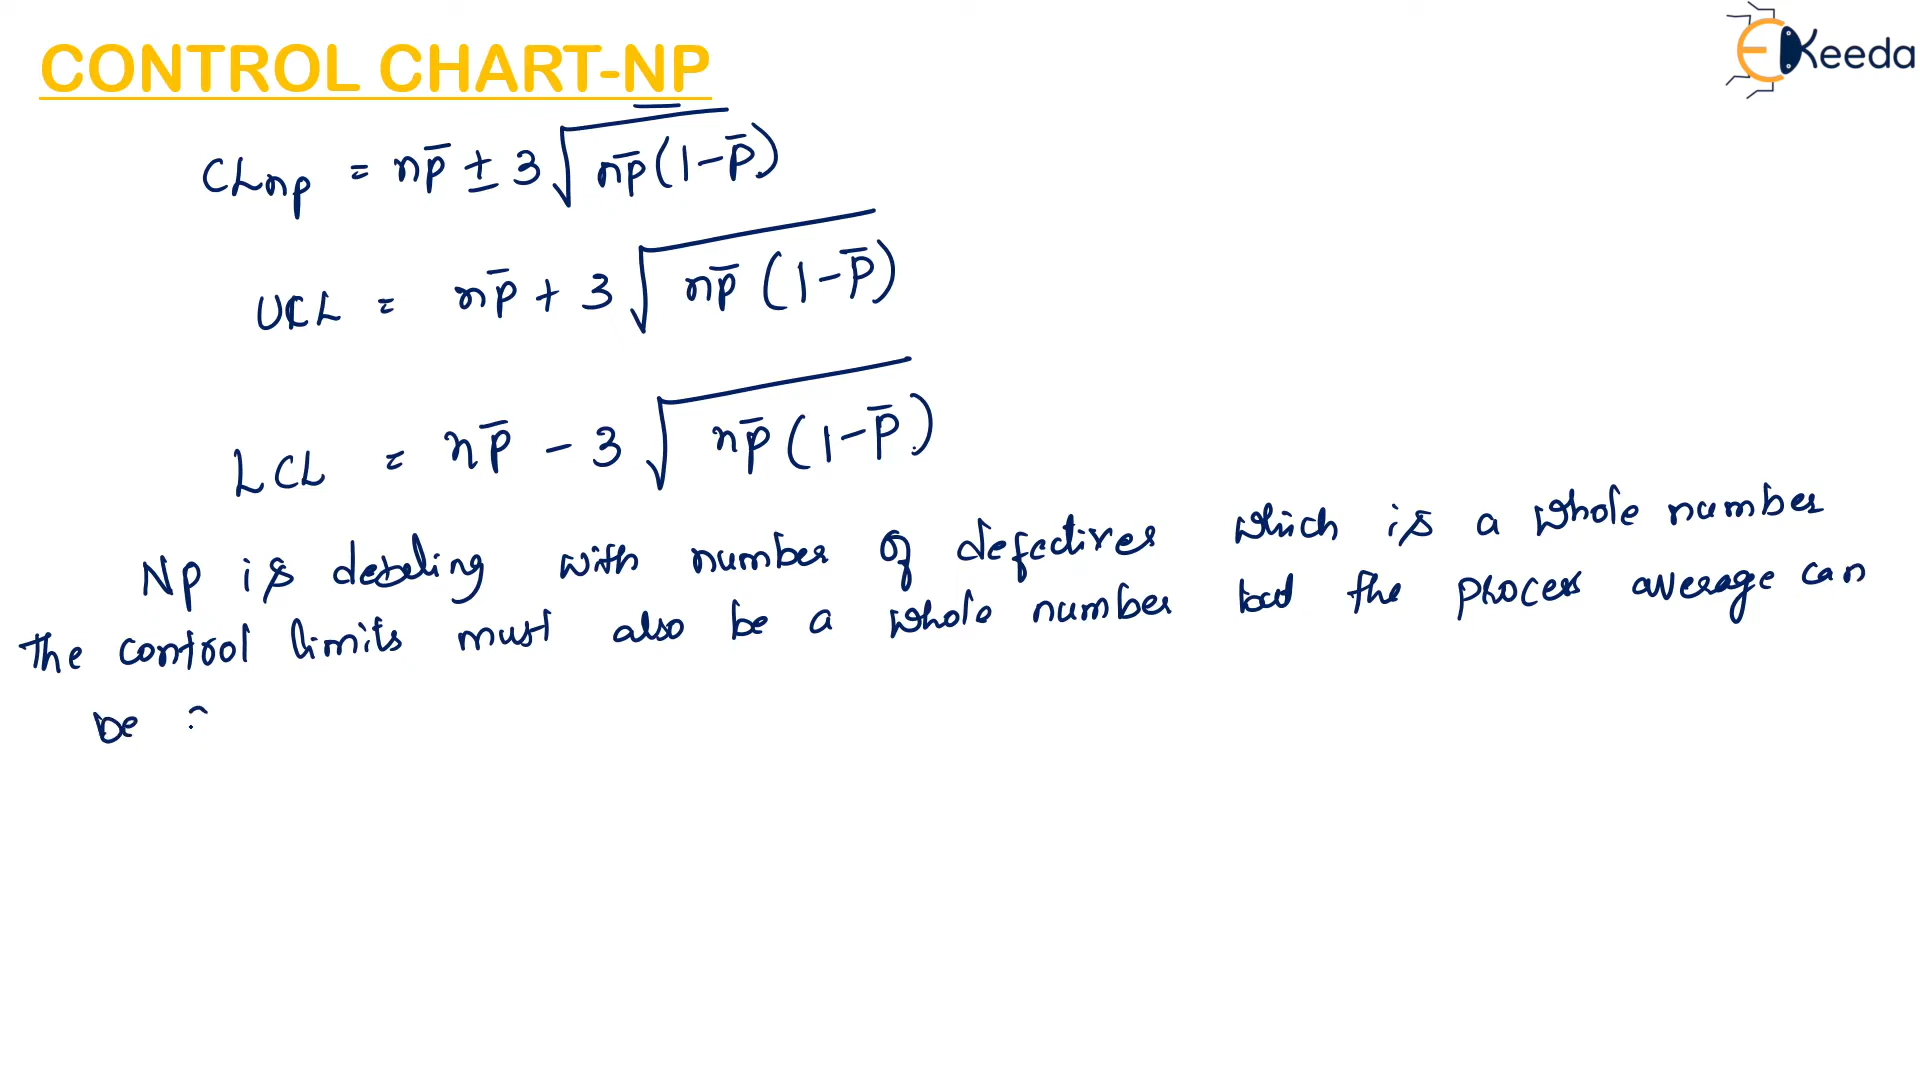 CONTROL CHART-NP
EKeeda
CLnp = np̅ ± 3√np̅(1-p̅)
UCL = np̅ + 3√np̅(1-p̅)
LCL = np̅ - 3√np̅(1-p̅)
Np is dealing with number of defectives which is a whole number
The control limits must also be a whole number but the process average can
be